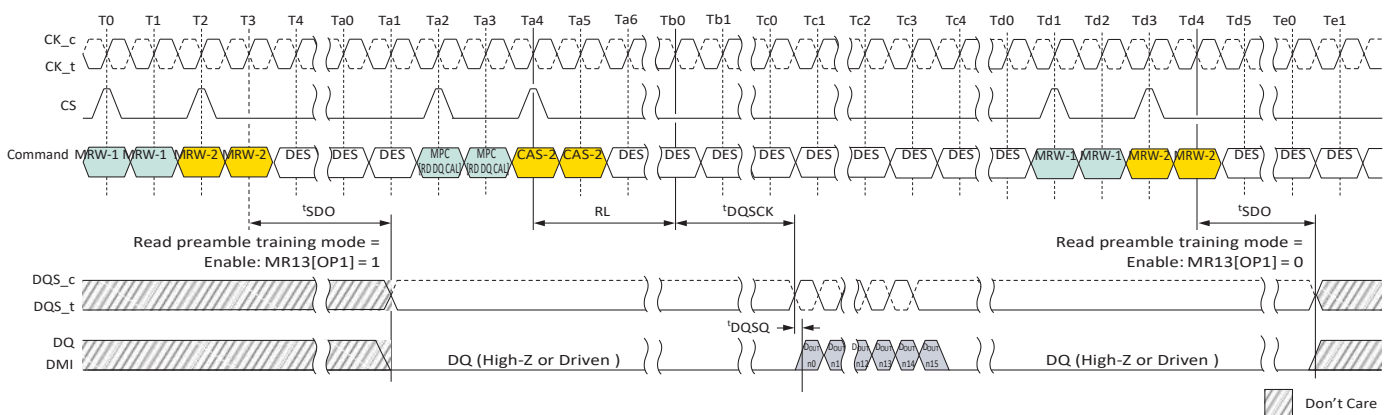 T0 T1 T2 T3 T4 Ta0 Ta1 Ta2 Ta3 Ta4 Ta5 Ta6 Tb0 Tb1 Tc0 Tc1 Tc2 Tc3 Tc4 Td0 Td1 Td2 Td3 Td4 Td5 Te0 Te1
CK_c
CK_t
CS
Command MRW-1 MRW-1 MRW-2 MRW-2 DES DES DES MPC [RD DQ CAL] MPC [RD DQ CAL] CAS-2 CAS-2 DES DES DES DES DES DES DES DES DES MRW-1 MRW-1 MRW-2 MRW-2 DES DES DES
tSDO RL tDQSCK tSDO
Read preamble training mode =
Enable: MR13[OP1] = 1
Read preamble training mode =
Enable: MR13[OP1] = 0
DQS_c
DQS_t
tDQSQ
DQ
DMI
DQ (High-Z or Driven )
DOUT n0 DOUT n1 DOUT n12 DOUT n13 DOUT n14 DOUT n15
DQ (High-Z or Driven )
Don't Care